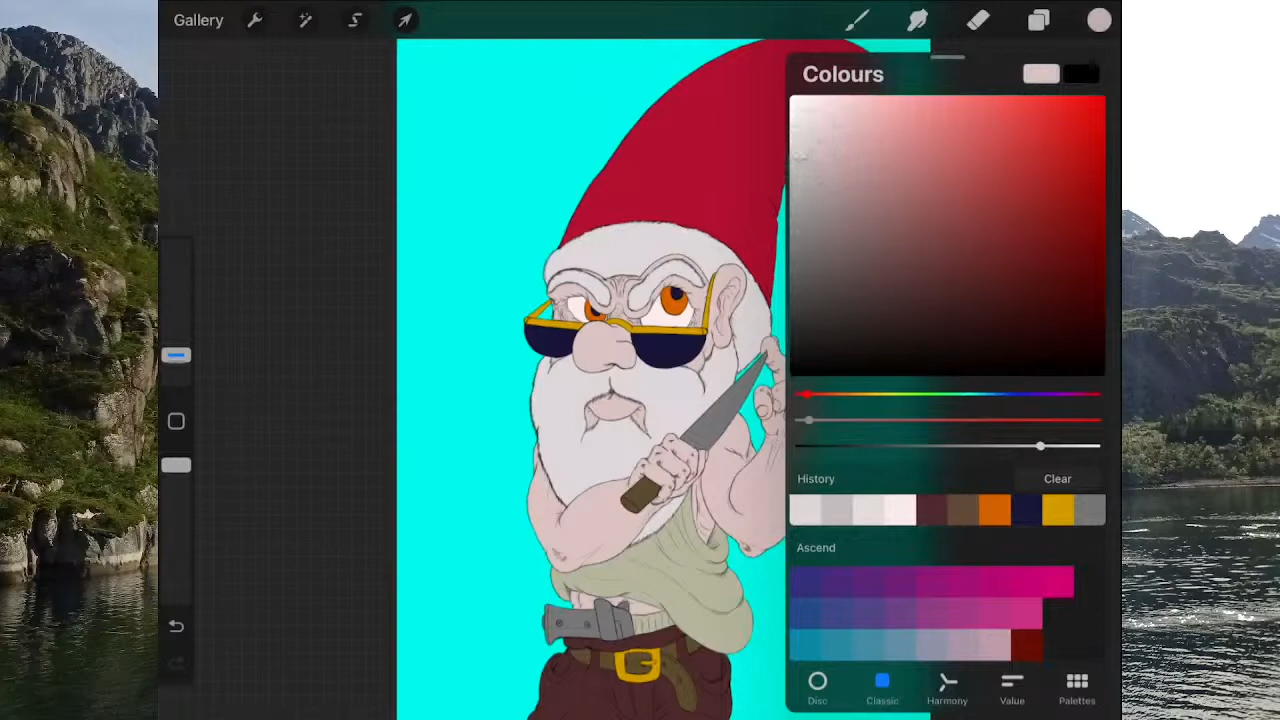 Gallery
Colours
History
Clear
Ascend
Disc
Classic
Harmony
Value
Palettes